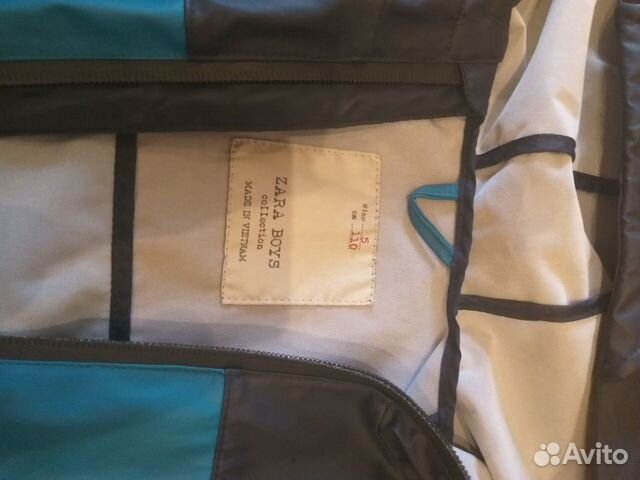 size.....5..
cm ...110
ZARA BOYS
collection
MADE IN VIETNAM
Avito